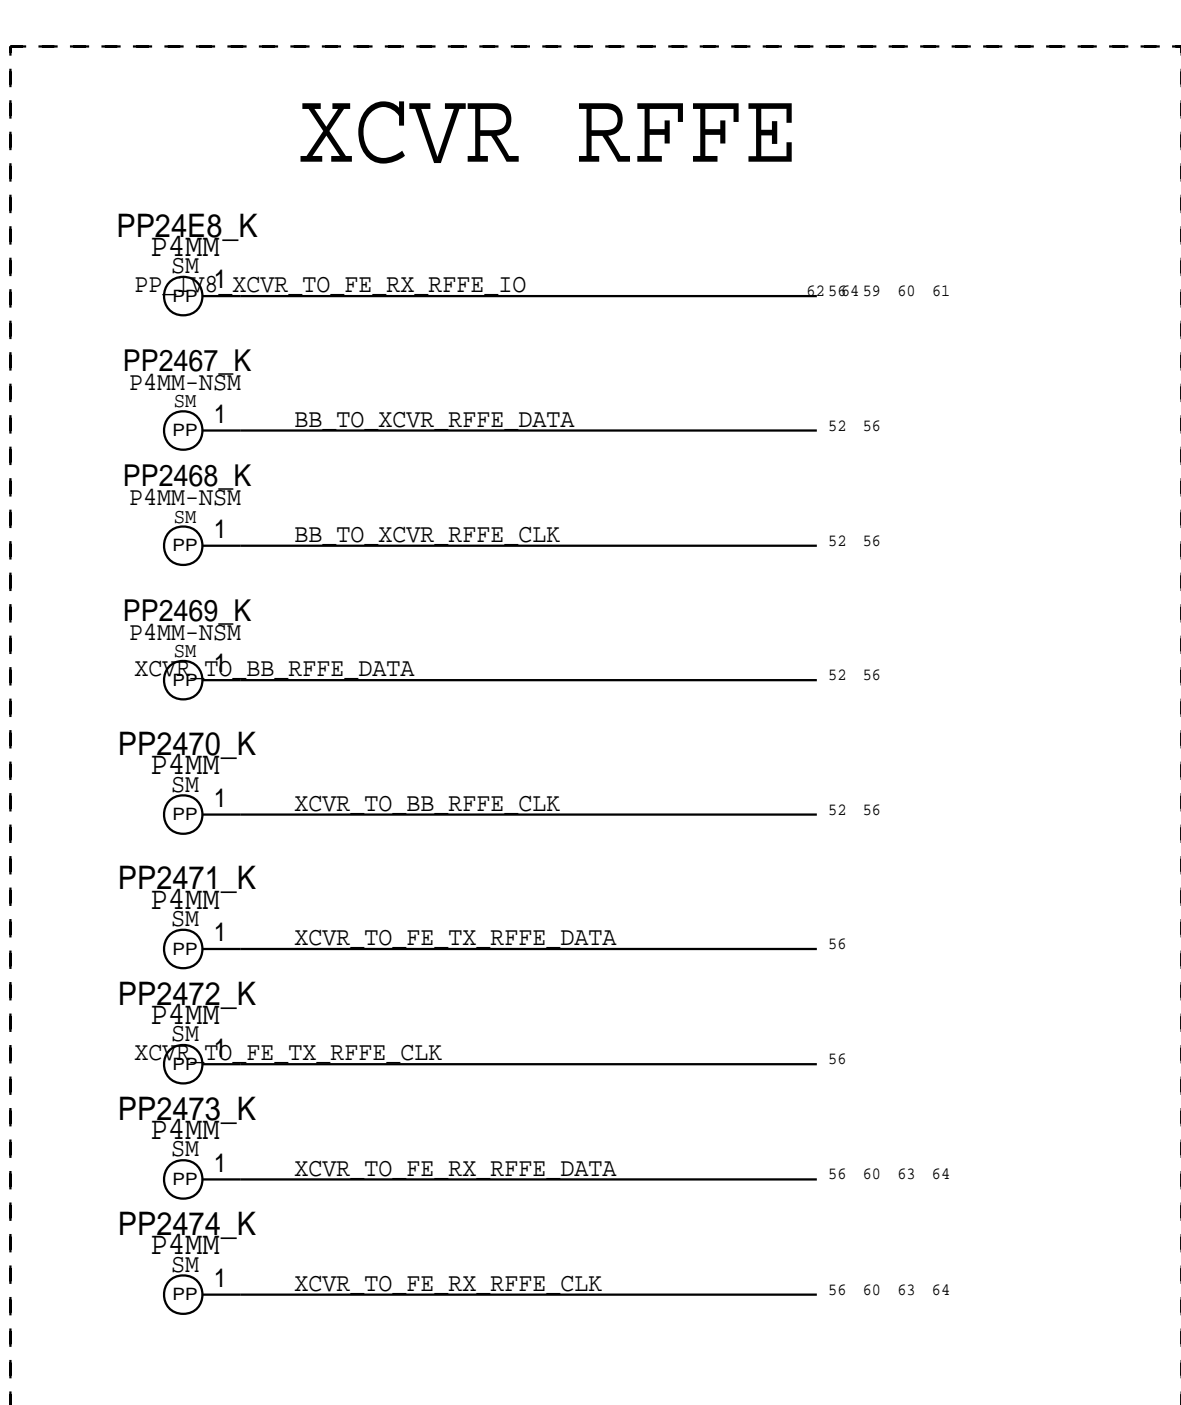 XCVR RFFE
PP24E8_K
P4MM
SM
1
PP
PP_1V8_XCVR_TO_FE_RX_RFFE_IO
62 56 64 59 60 61
PP2467_K
P4MM-NSM
SM
1
PP
BB_TO_XCVR_RFFE_DATA
52 56
PP2468_K
P4MM-NSM
SM
1
PP
BB_TO_XCVR_RFFE_CLK
52 56
PP2469_K
P4MM-NSM
SM
1
PP
XCVR_TO_BB_RFFE_DATA
52 56
PP2470_K
P4MM
SM
1
PP
XCVR_TO_BB_RFFE_CLK
52 56
PP2471_K
P4MM
SM
1
PP
XCVR_TO_FE_TX_RFFE_DATA
56
PP2472_K
P4MM
SM
1
PP
XCVR_TO_FE_TX_RFFE_CLK
56
PP2473_K
P4MM
SM
1
PP
XCVR_TO_FE_RX_RFFE_DATA
56 60 63 64
PP2474_K
P4MM
SM
1
PP
XCVR_TO_FE_RX_RFFE_CLK
56 60 63 64